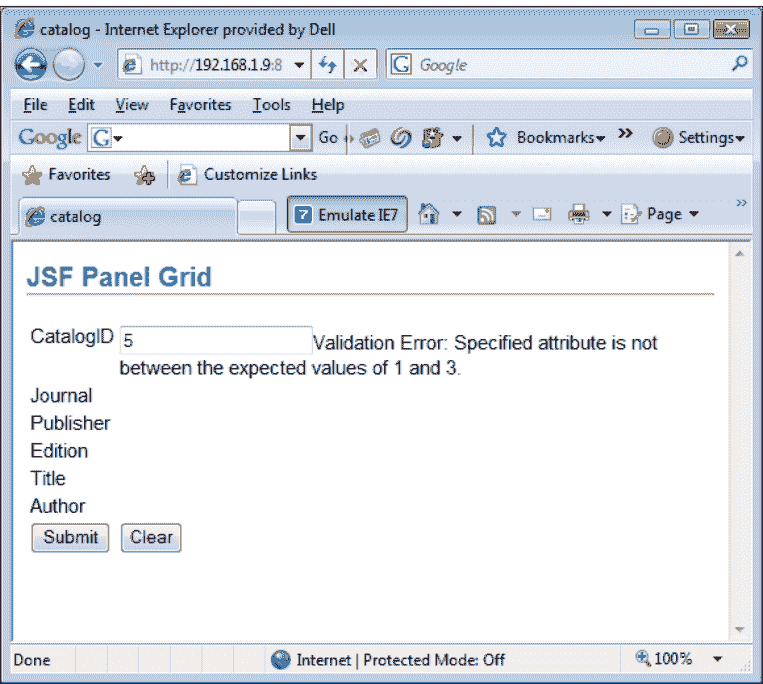 catalog - Internet Explorer provided by Dell
http://192.168.1.9:8 G Google
File Edit View Favorites Tools Help
Google G Go Bookmarks >> Settings
Favorites Customize Links
catalog 7 Emulate IE7 Page >>
JSF Panel Grid
CatalogID 5 Validation Error: Specified attribute is not
between the expected values of 1 and 3.
Journal
Publisher
Edition
Title
Author
Submit Clear
Done Internet | Protected Mode: Off 100%